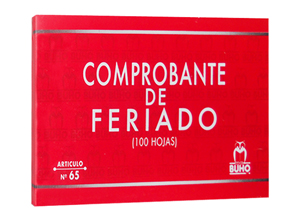 COMPROBANTE
DE
FERIADO
(100 HOJAS)
ARTICULO
Nº 65
BUHO